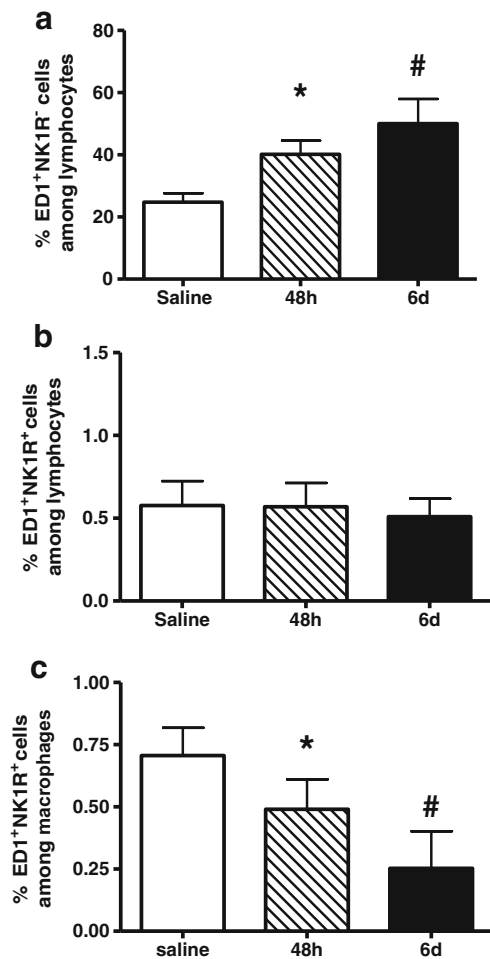 a
% ED1⁺NK1R⁻ cells
among lymphocytes
80
60
40
20
0
*
#
Saline 48h 6d
b
% ED1⁺NK1R⁺ cells
among lymphocytes
1.5
1.0
0.5
0.0
Saline 48h 6d
c
% ED1⁺NK1R⁺cells
among macrophages
1.00
0.75
0.50
0.25
0.00
*
#
saline 48h 6d